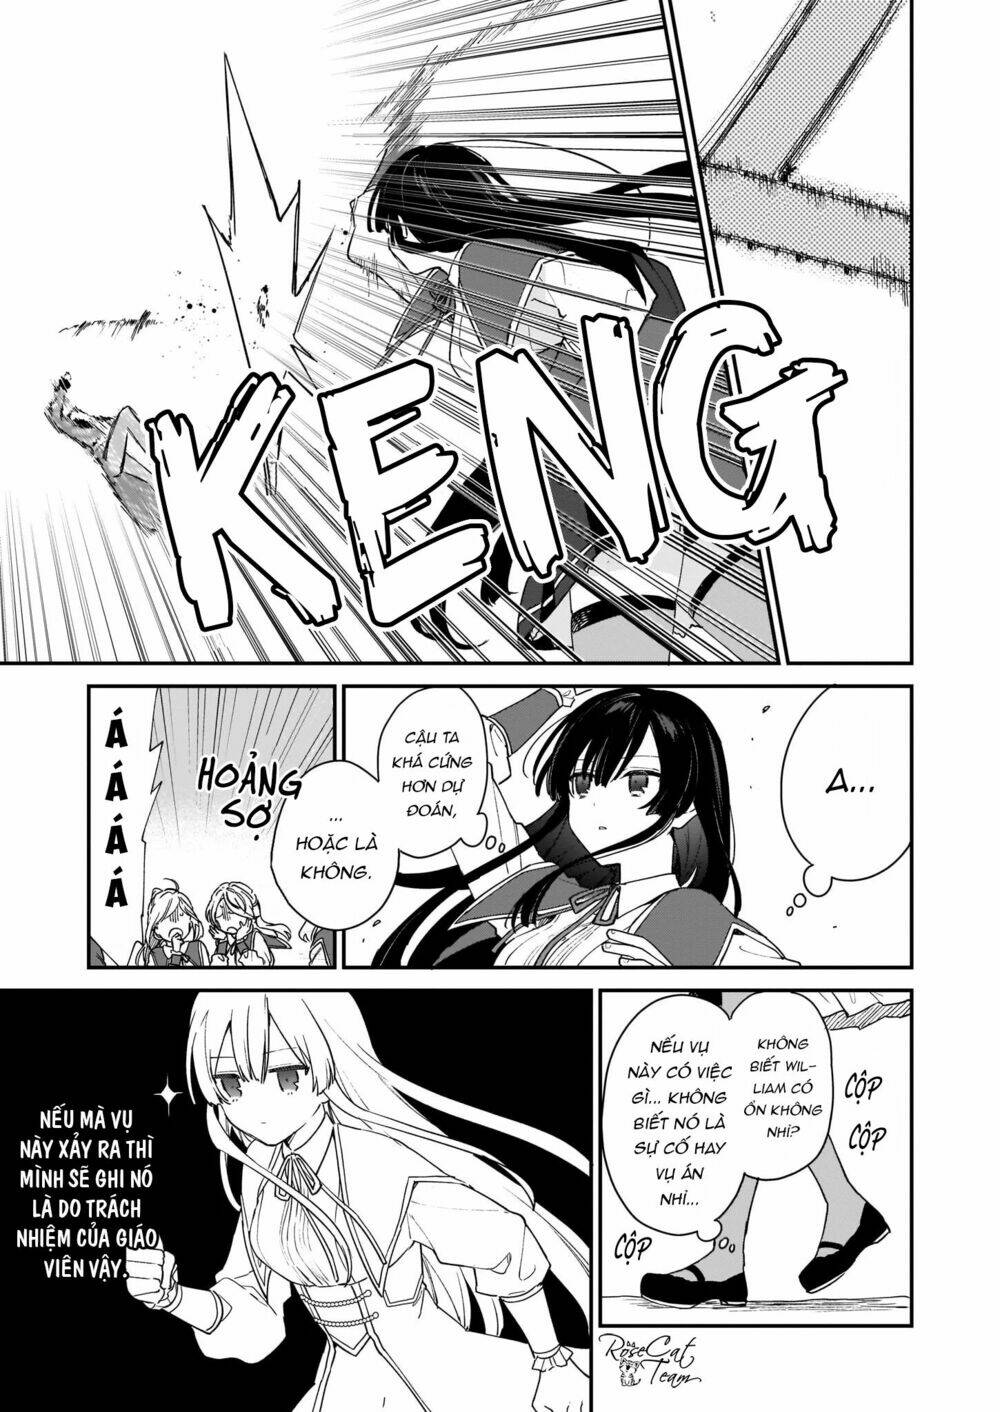 KENG
A...
CẬU TA
KHÁ CỨNG
HƠN DỰ
ĐOÁN,
...
HOẶC LÀ
KHÔNG.
HOẢNG
SỢ
Á
Á
Á
Á
Á
KHÔNG
BIẾT WIL-
LIAM CÓ
ỔN KHÔNG
NHỈ?
NẾU VỤ
NÀY CÓ VIỆC
GÌ... KHÔNG
BIẾT NÓ LÀ
SỰ CỐ HAY
VỤ ÁN
NHỈ...
CỘP
CỘP
CỘP
NẾU MÀ VỤ
NÀY XẢY RA THÌ
MÌNH SẼ GHI NÓ
LÀ DO TRÁCH
NHIỆM CỦA GIÁO
VIÊN VẬY.
RoseCat
Team